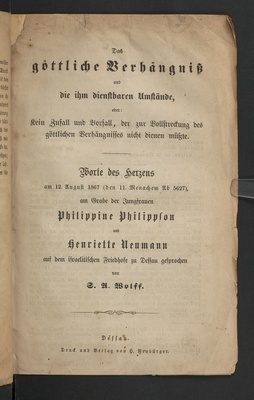 Das
göttliche Verhängniß
und
die ihm dienstbaren Umstände,
oder:
Kein Zufall und Vorfall, der zur Vollstreckung des
göttlichen Verhängnisses nicht dienen müßte.
Worte des Herzens
am 12. August 1867 (den 11. Menachem Ab 5627),
am Grabe der Jungfrauen
Philippine Philippson
und
Henriette Neumann
auf dem israelitischen Friedhofe zu Dessau gesprochen
von
S. A. Wolff.
Dessau.
Druck und Verlag von H. Neubürger.